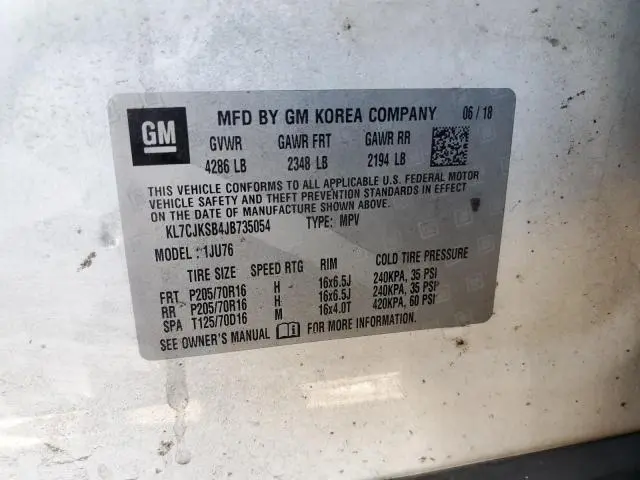 GM
MFD BY GM KOREA COMPANY 06 / 18
GVWR GAWR FRT GAWR RR
4286 LB 2348 LB 2194 LB
THIS VEHICLE CONFORMS TO ALL APPLICABLE U.S. FEDERAL MOTOR
VEHICLE SAFETY AND THEFT PREVENTION STANDARDS IN EFFECT
ON THE DATE OF MANUFACTURE SHOWN ABOVE.
KL7CJKSB4JB735054 TYPE: MPV
MODEL: 1JU76
TIRE SIZE SPEED RTG RIM COLD TIRE PRESSURE
FRT P205/70R16 H 16x6.5J 240KPA, 35 PSI
RR P205/70R16 H 16x6.5J 240KPA, 35 PSI
SPA T125/70D16 M 16x4.0T 420KPA, 60 PSI
SEE OWNER'S MANUAL FOR MORE INFORMATION.